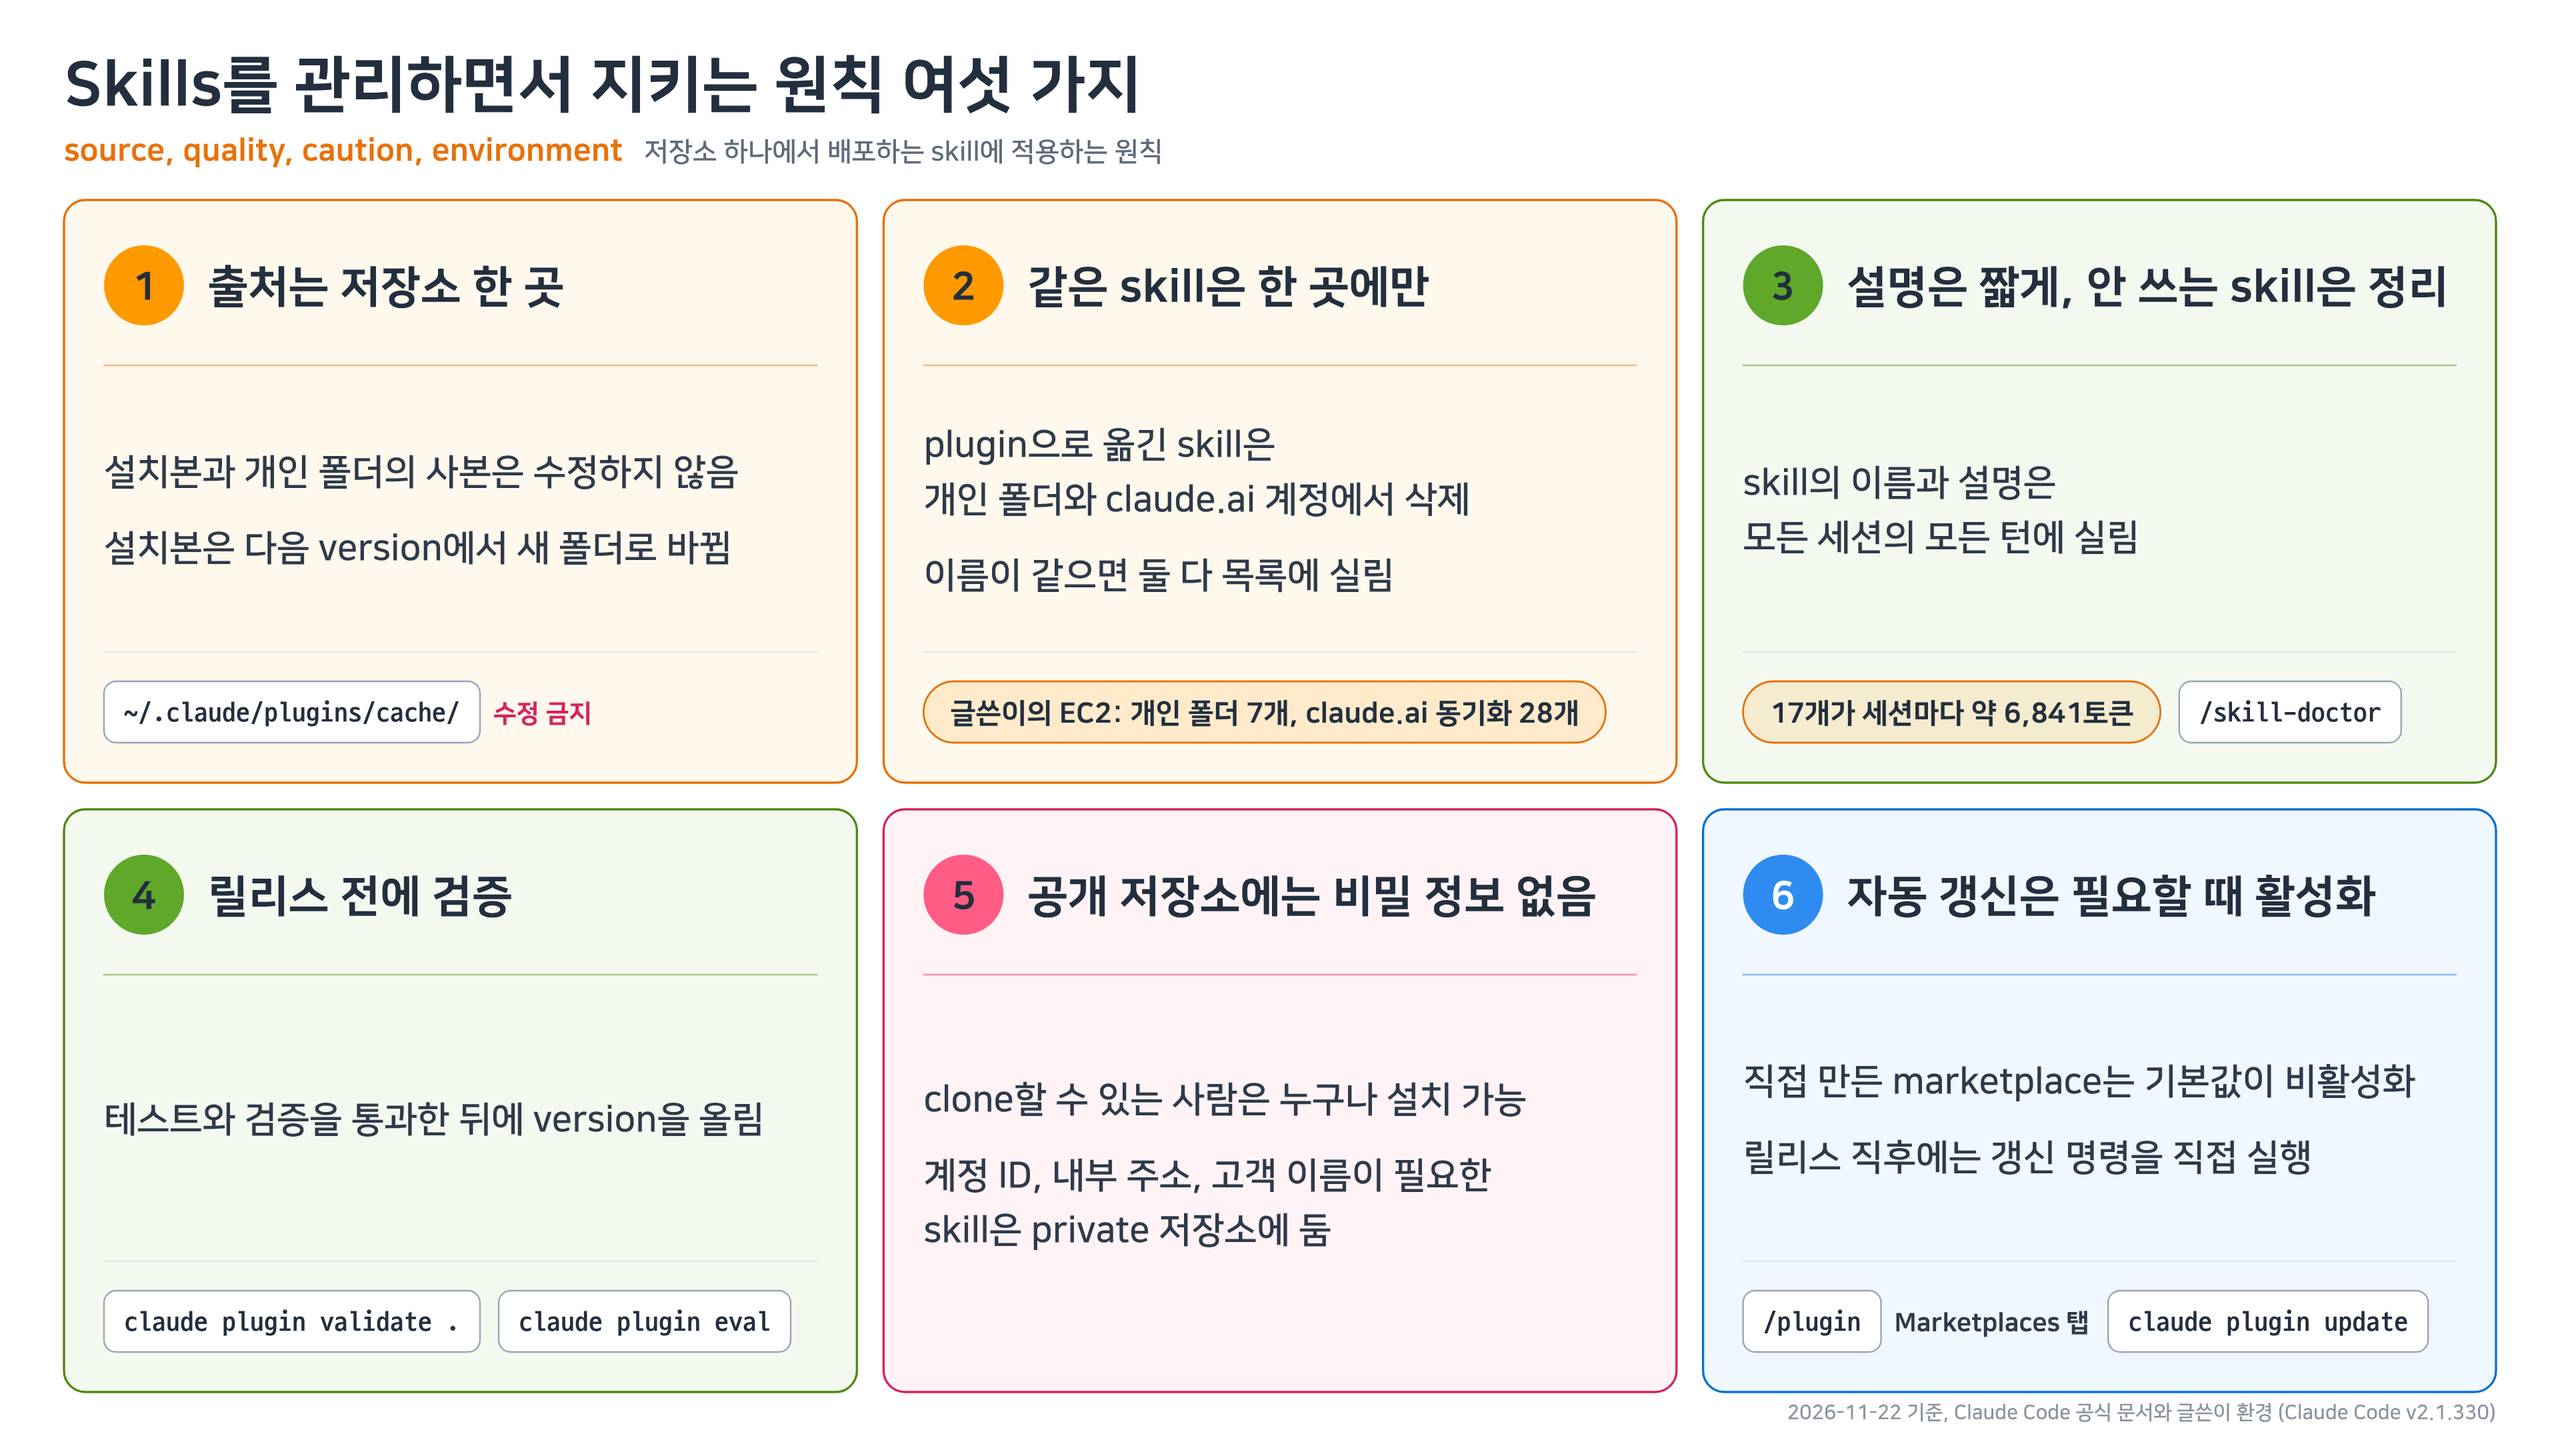 Skills를 관리하면서 지키는 원칙 여섯 가지
source, quality, caution, environment 저장소 하나에서 배포하는 skill에 적용하는 원칙
1 출처는 저장소 한 곳
설치본과 개인 폴더의 사본은 수정하지 않음
설치본은 다음 version에서 새 폴더로 바뀜
~/.claude/plugins/cache/ 수정 금지
2 같은 skill은 한 곳에만
plugin으로 옮긴 skill은
개인 폴더와 claude.ai 계정에서 삭제
이름이 같으면 둘 다 목록에 실림
글쓴이의 EC2: 개인 폴더 7개, claude.ai 동기화 28개
3 설명은 짧게, 안 쓰는 skill은 정리
skill의 이름과 설명은
모든 세션의 모든 턴에 실림
17개가 세션마다 약 6,841토큰 /skill-doctor
4 릴리스 전에 검증
테스트와 검증을 통과한 뒤에 version을 올림
claude plugin validate . claude plugin eval
5 공개 저장소에는 비밀 정보 없음
clone할 수 있는 사람은 누구나 설치 가능
계정 ID, 내부 주소, 고객 이름이 필요한
skill은 private 저장소에 둠
6 자동 갱신은 필요할 때 활성화
직접 만든 marketplace는 기본값이 비활성화
릴리스 직후에는 갱신 명령을 직접 실행
/plugin Marketplaces 탭 claude plugin update
2026-11-22 기준, Claude Code 공식 문서와 글쓴이 환경 (Claude Code v2.1.330)